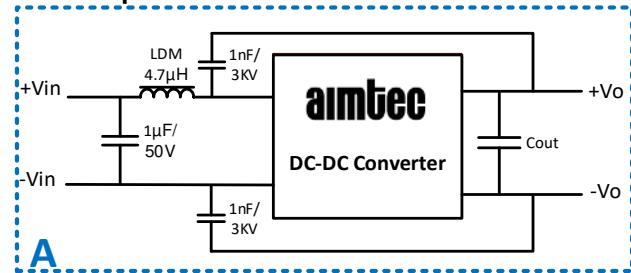 LDM
4.7µH
1nF/
3KV
+Vin
aimtec
+Vo
1µF/
50V
DC-DC Converter
Cout
-Vin
-Vo
1nF/
3KV
A